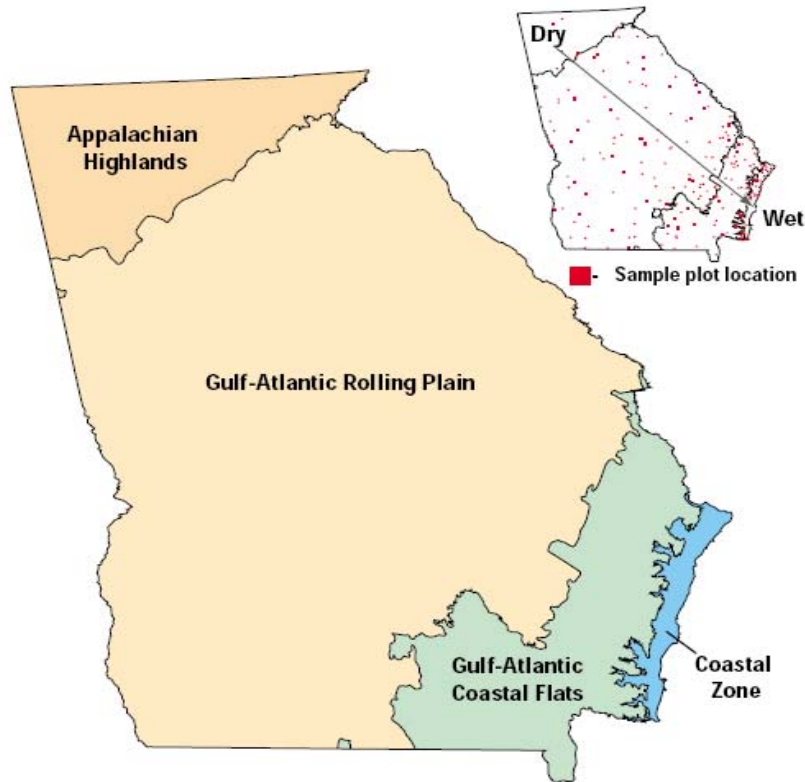 Dry
Wet
- Sample plot location
Appalachian
Highlands
Gulf-Atlantic Rolling Plain
Gulf-Atlantic
Coastal Flats
Coastal
Zone